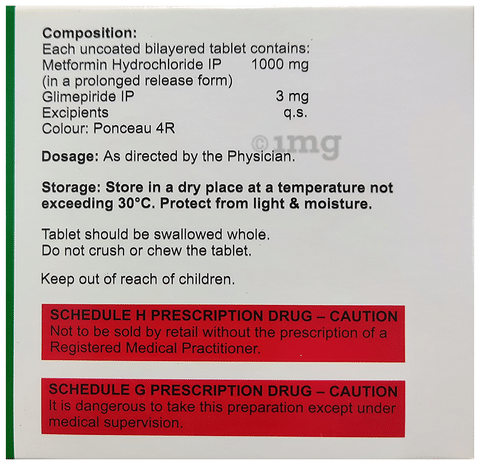 Composition:
Each uncoated bilayered tablet contains:
Metformin Hydrochloride IP 1000 mg
(in a prolonged release form)
Glimepiride IP 3 mg
Excipients q.s.
Colour: Ponceau 4R
©1mg
Dosage: As directed by the Physician.
Storage: Store in a dry place at a temperature not
exceeding 30°C. Protect from light & moisture.
Tablet should be swallowed whole.
Do not crush or chew the tablet.
Keep out of reach of children.
SCHEDULE H PRESCRIPTION DRUG – CAUTION
Not to be sold by retail without the prescription of a
Registered Medical Practitioner.
SCHEDULE G PRESCRIPTION DRUG – CAUTION
It is dangerous to take this preparation except under
medical supervision.